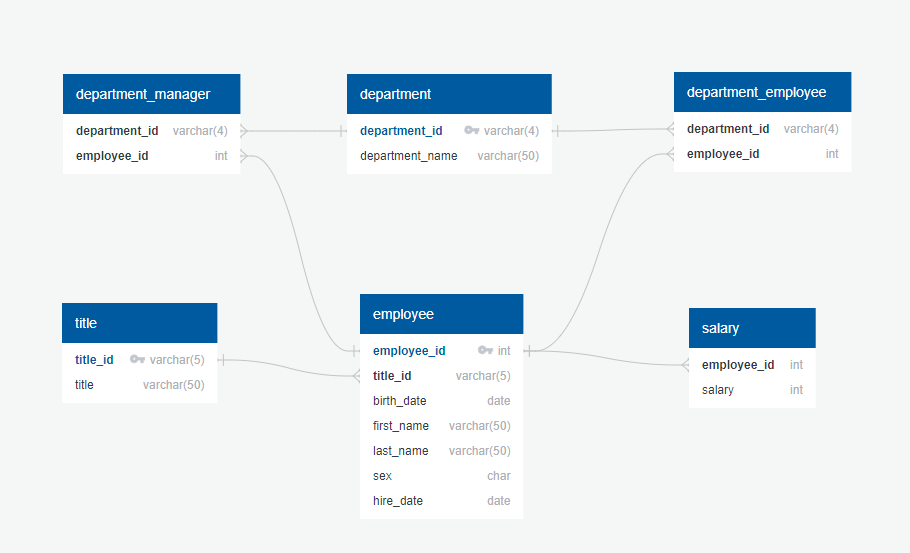 department_manager
department_id varchar(4)
employee_id int
department
department_id varchar(4)
department_name varchar(50)
department_employee
department_id varchar(4)
employee_id int
title
title_id varchar(5)
title varchar(50)
employee
employee_id int
title_id varchar(5)
birth_date date
first_name varchar(50)
last_name varchar(50)
sex char
hire_date date
salary
employee_id int
salary int